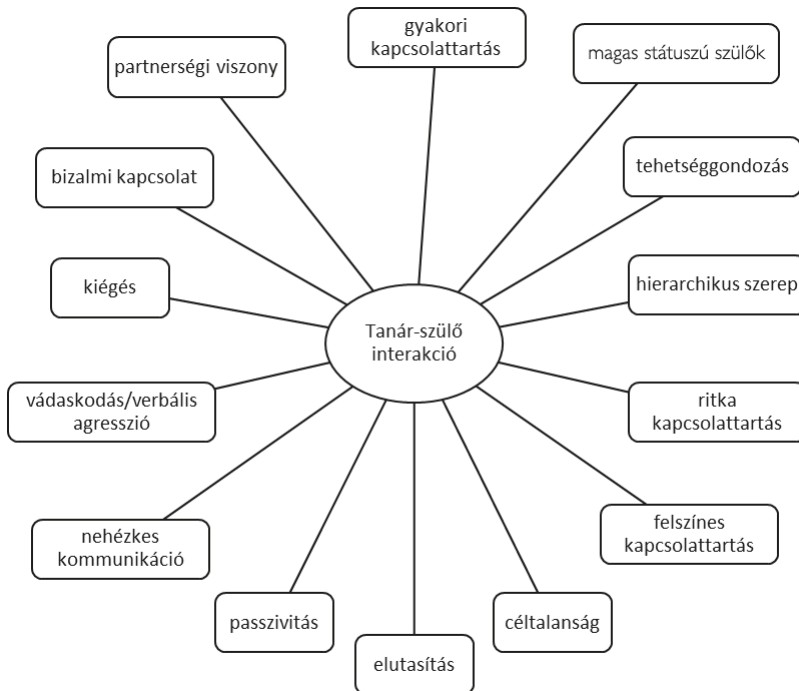 gyakori
kapcsolattartás
magas státuszú szülők
partnerségi viszony
tehetséggondozás
bizalmi kapcsolat
hierarchikus szerep
kiégés
Tanár-szülő
interakció
vádaskodás/verbális
agresszió
ritka
kapcsolattartás
nehézkes
kommunikáció
felszínes
kapcsolattartás
passzivitás
céltalanság
elutasítás